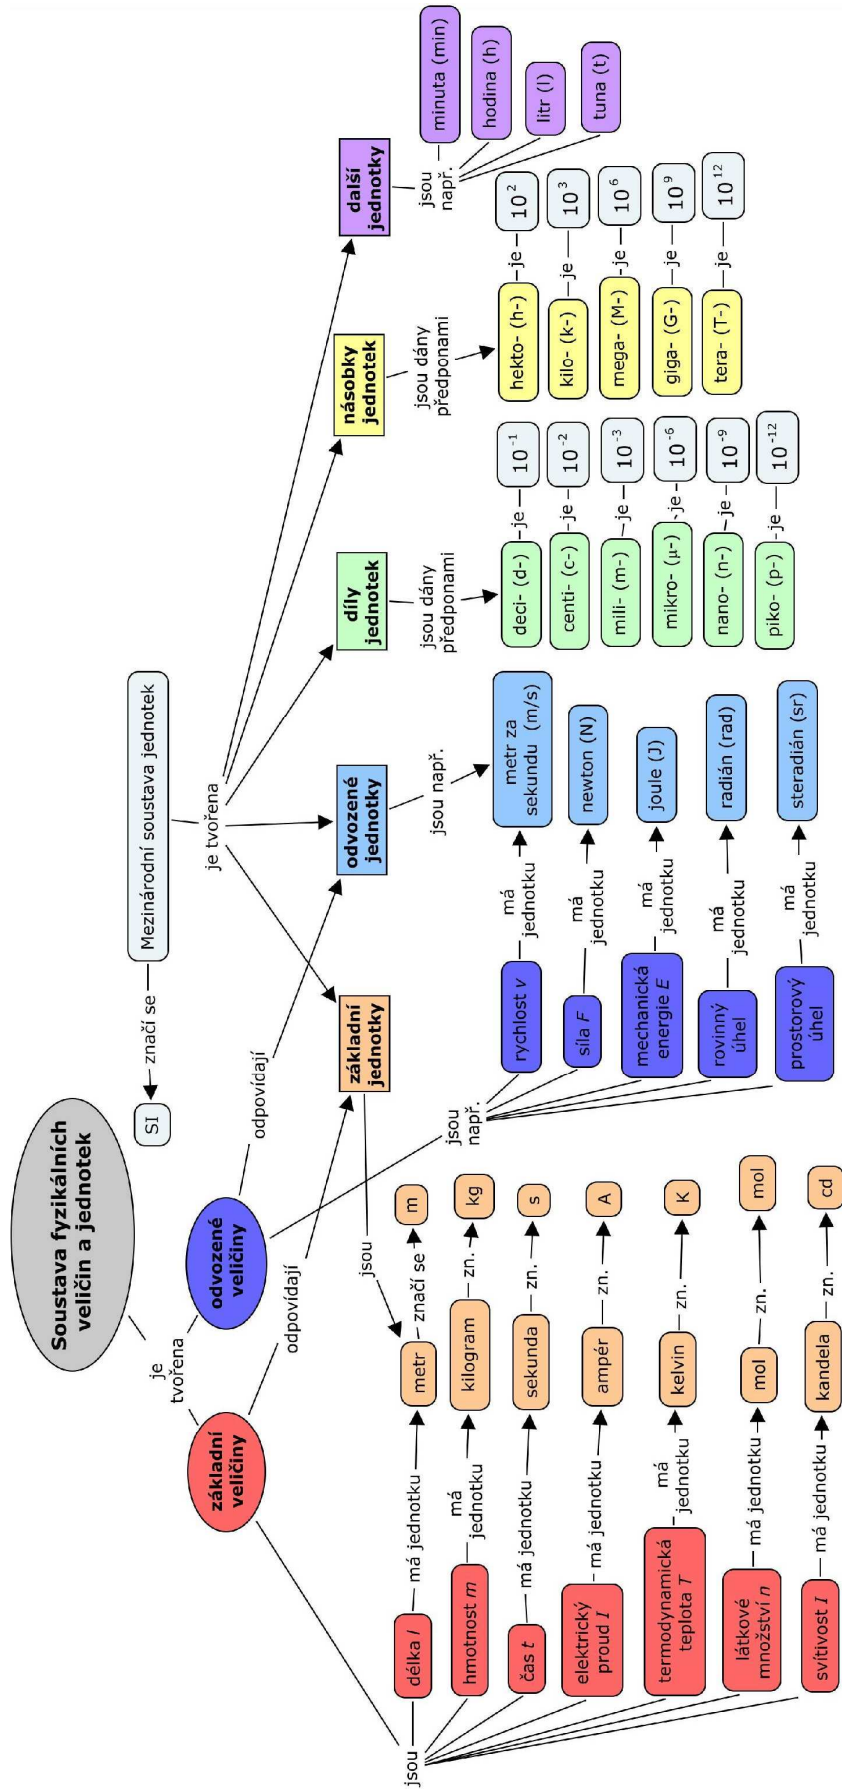 Soustava fyzikálních
veličin a jednotek
je
tvořena
základní
veličiny
odvozené
veličiny
Mezinárodní soustava jednotek
značí se
SI
je tvořena
odpovídají
odpovídají
základní
jednotky
odvozené
jednotky
díly
jednotek
násobky
jednotek
další
jednotky
jsou
délka l
má jednotku
metr
značí se
m
hmotnost m
má
jednotku
kilogram
zn.
kg
čas t
má jednotku
sekunda
zn.
s
elektrický
proud I
má jednotku
ampér
zn.
A
termodynamická
teplota T
má
jednotku
kelvin
zn.
K
látkové
množství n
má jednotku
mol
zn.
mol
svítivost I
má jednotku
kandela
zn.
cd
jsou
jsou
např.
rychlost v
má
jednotku
metr za
sekundu (m/s)
síla F
má
jednotku
newton (N)
mechanická
energie E
má
jednotku
joule (J)
rovinný
úhel
má
jednotku
radián (rad)
prostorový
úhel
má
jednotku
steradián (sr)
jsou např.
jsou dány
předponami
deci- (d-)
je
10⁻¹
centi- (c-)
je
10⁻²
mili- (m-)
je
10⁻³
mikro- (μ-)
je
10⁻⁶
nano- (n-)
je
10⁻⁹
piko- (p-)
je
10⁻¹²
jsou dány
předponami
hekto- (h-)
je
10²
kilo- (k-)
je
10³
mega- (M-)
je
10⁶
giga- (G-)
je
10⁹
tera- (T-)
je
10¹²
jsou
např.
minuta (min)
hodina (h)
litr (l)
tuna (t)